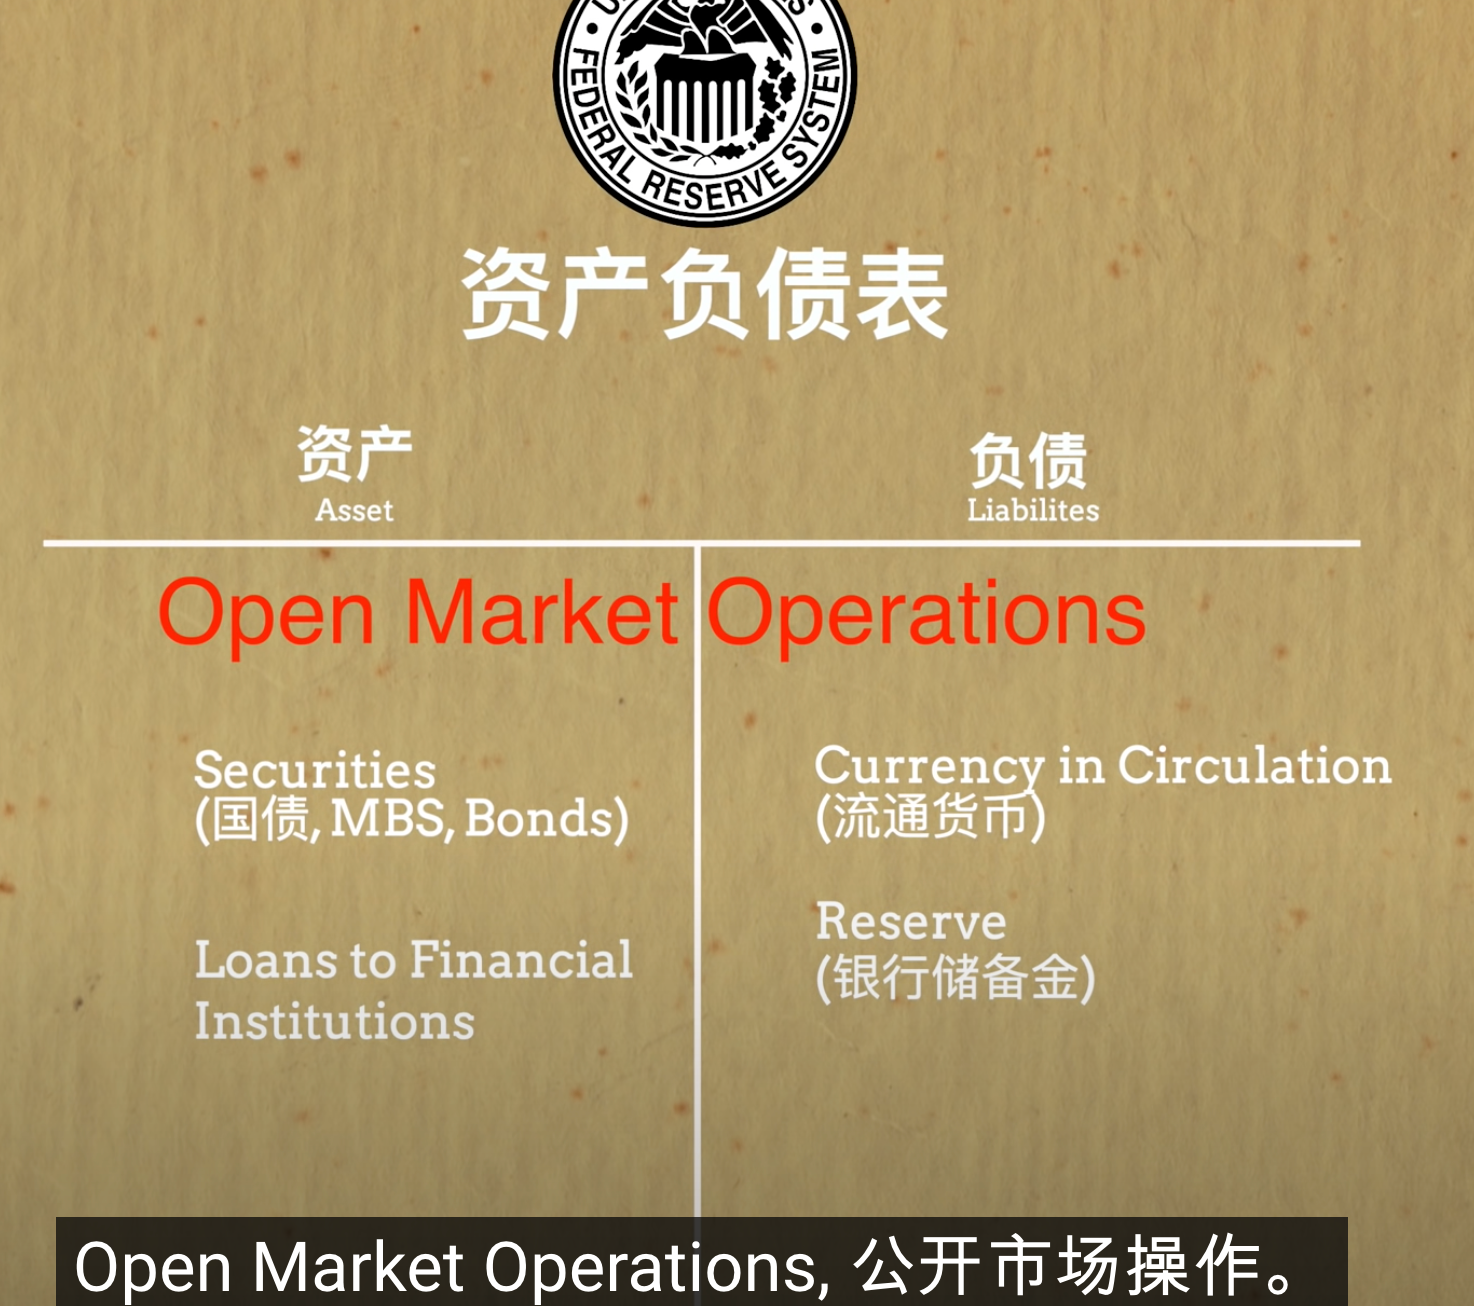 FEDERAL RESERVE SYSTEM
资产负债表
资产
Asset
负债
Liabilites
Open Market Operations
Securities
(国债, MBS, Bonds)
Loans to Financial
Institutions
Currency in Circulation
(流通货币)
Reserve
(银行储备金)
Open Market Operations, 公开市场操作。